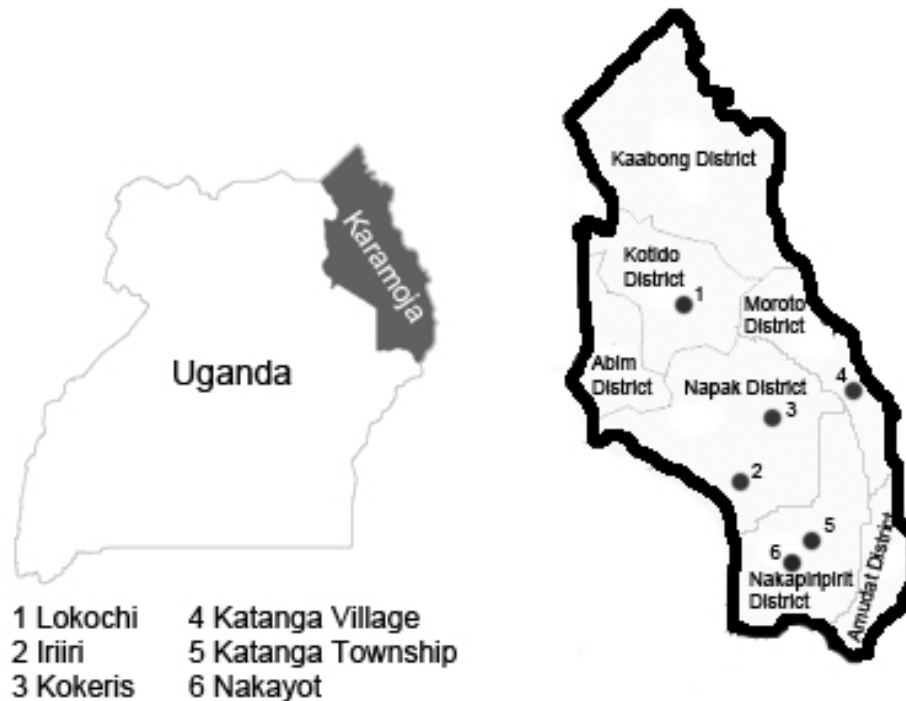 Uganda
Karamoja
1 Lokochi
2 Iriiri
3 Kokeris
4 Katanga Village
5 Katanga Township
6 Nakayot
Kaabong District
Kotido
District
1
Moroto
District
Abim
District
Napak District
4
3
2
5
6
Nakapiripirit
District
Amudat District